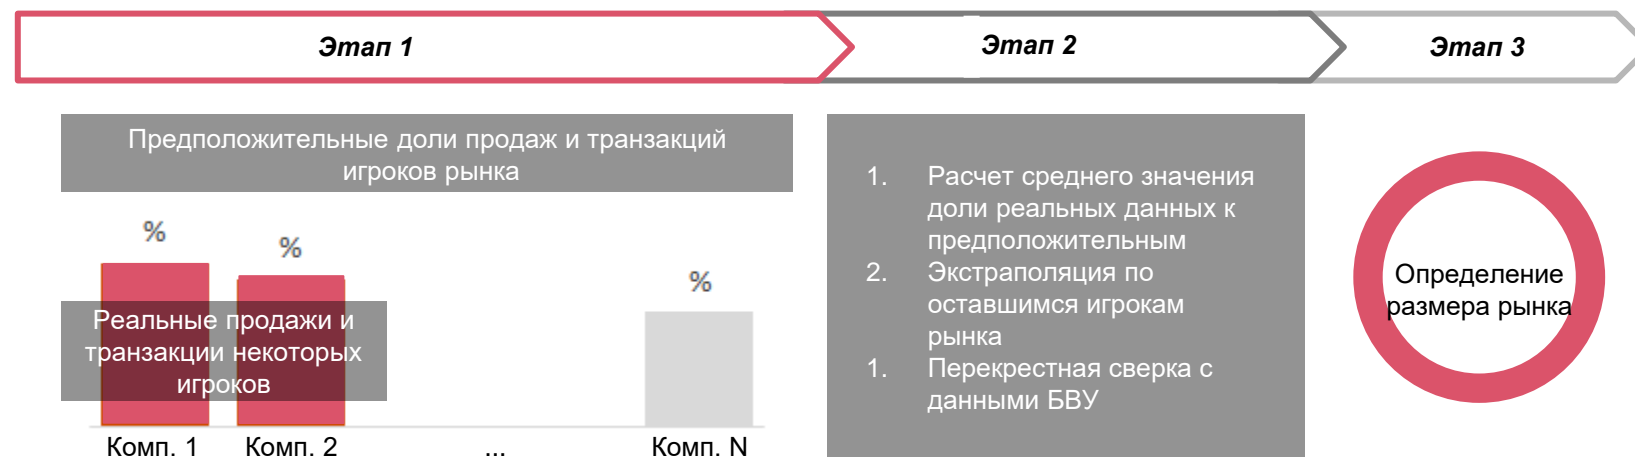 Этап 1
Этап 2
Этап 3
Предположительные доли продаж и транзакций
игроков рынка
%
%
%
Реальные продажи и
транзакции некоторых
игроков
Комп. 1
Комп. 2
...
Комп. N
1. Расчет среднего значения
доли реальных данных к
предположительным
2. Экстраполяция по
оставшимся игрокам
рынка
1. Перекрестная сверка с
данными БВУ
Определение
размера рынка